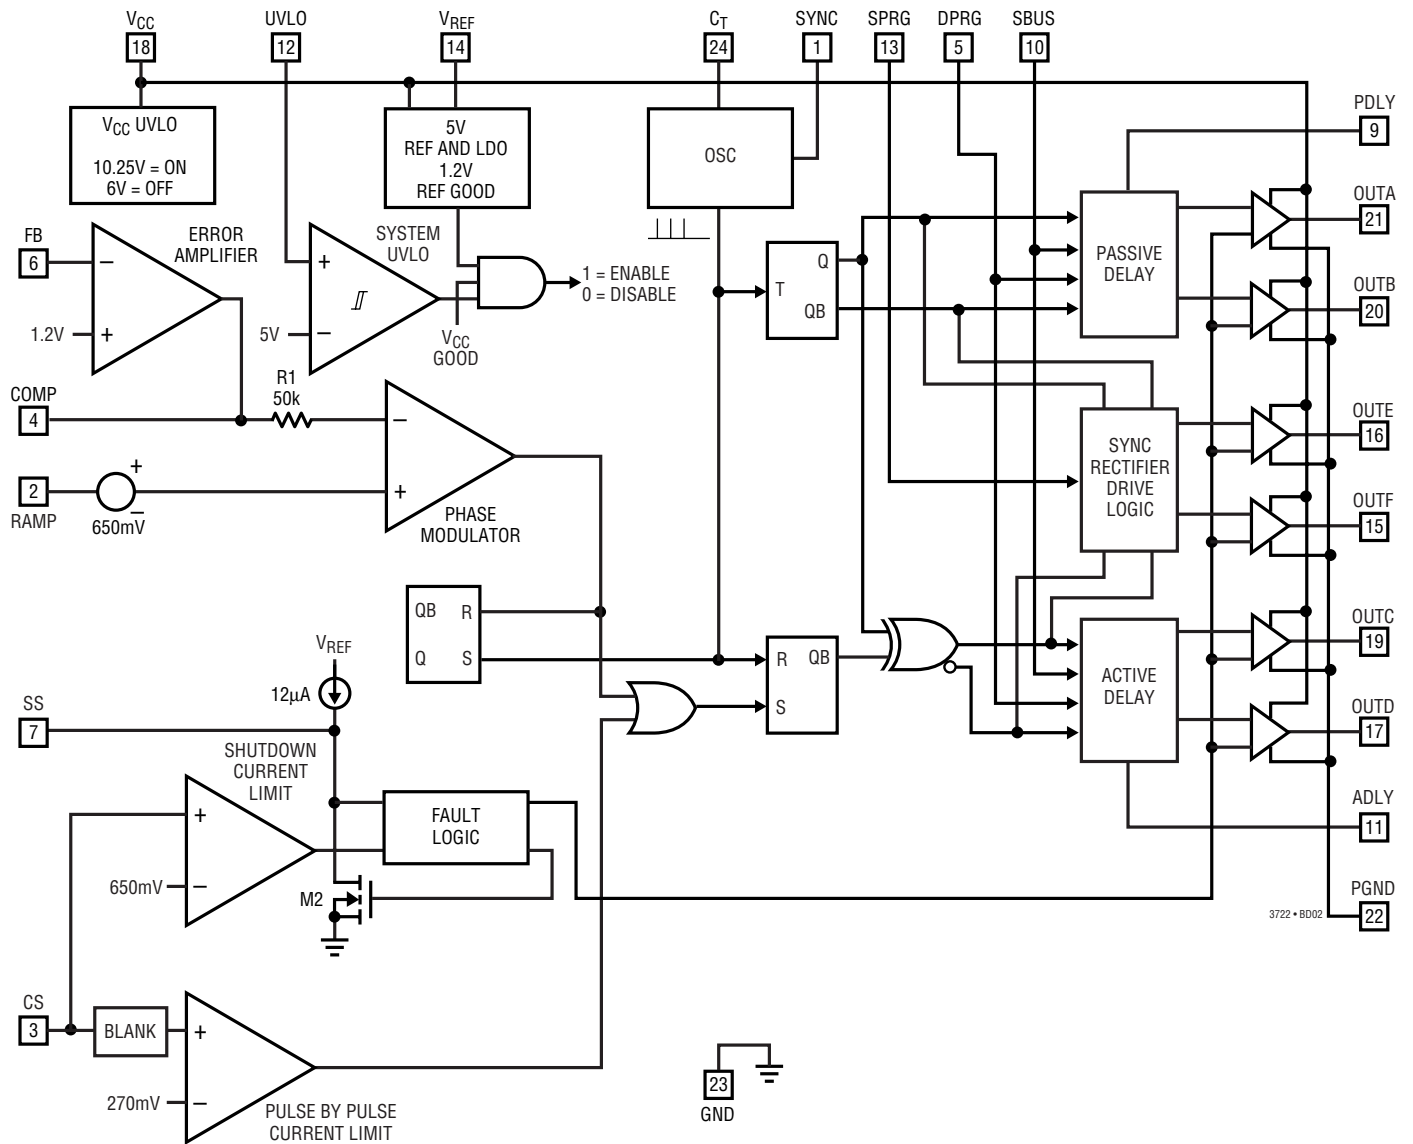 VCC
18
UVLO
12
VREF
14
CT
24
SYNC
1
SPRG
13
DPRG
5
SBUS
10
VCC UVLO
10.25V = ON
6V = OFF
5V
REF AND LDO
1.2V
REF GOOD
OSC
PDLY
9
FB
6
ERROR
AMPLIFIER
–
+
1.2V
SYSTEM
UVLO
+
–
5V
VCC
GOOD
1 = ENABLE
0 = DISABLE
T
Q
QB
PASSIVE
DELAY
OUTA
21
OUTB
20
COMP
4
R1
50k
–
+
PHASE
MODULATOR
RAMP
2
+
–
650mV
SYNC
RECTIFIER
DRIVE
LOGIC
OUTE
16
OUTF
15
QB
R
Q
S
R
QB
S
ACTIVE
DELAY
OUTC
19
OUTD
17
VREF
12µA
SS
7
SHUTDOWN
CURRENT
LIMIT
+
–
650mV
FAULT
LOGIC
M2
ADLY
11
PGND
22
3722 • BD02
CS
3
BLANK
+
–
270mV
PULSE BY PULSE
CURRENT LIMIT
23
GND